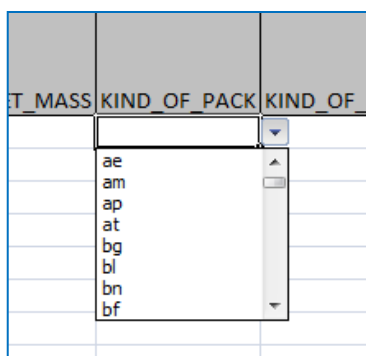 ET_MASS KIND_OF_PACK KIND_OF_
ae
am
ap
at
bg
bl
bn
bf